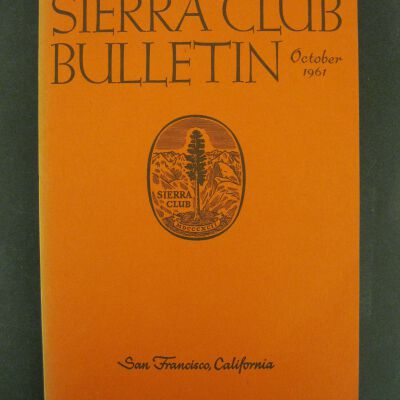 SIERRA CLUB
BULLETIN
October
1961
SIERRA
CLUB
MDCCCXCII
San Francisco, California